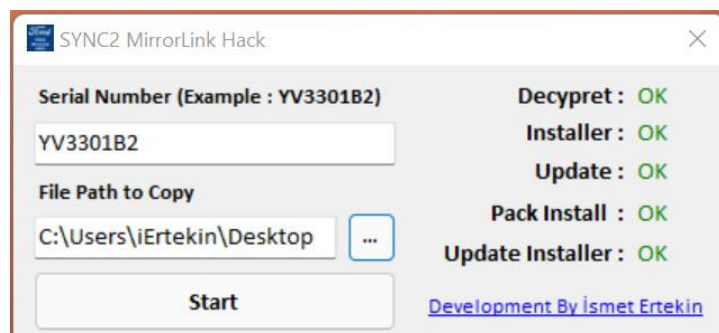 Ford
SYNC2 MirrorLink Hack
Serial Number (Example : YV3301B2)
YV3301B2
File Path to Copy
C:\Users\iErtekin\Desktop
...
Start
Decypret : OK
Installer : OK
Update : OK
Pack Install : OK
Update Installer : OK
Development By İsmet Ertekin